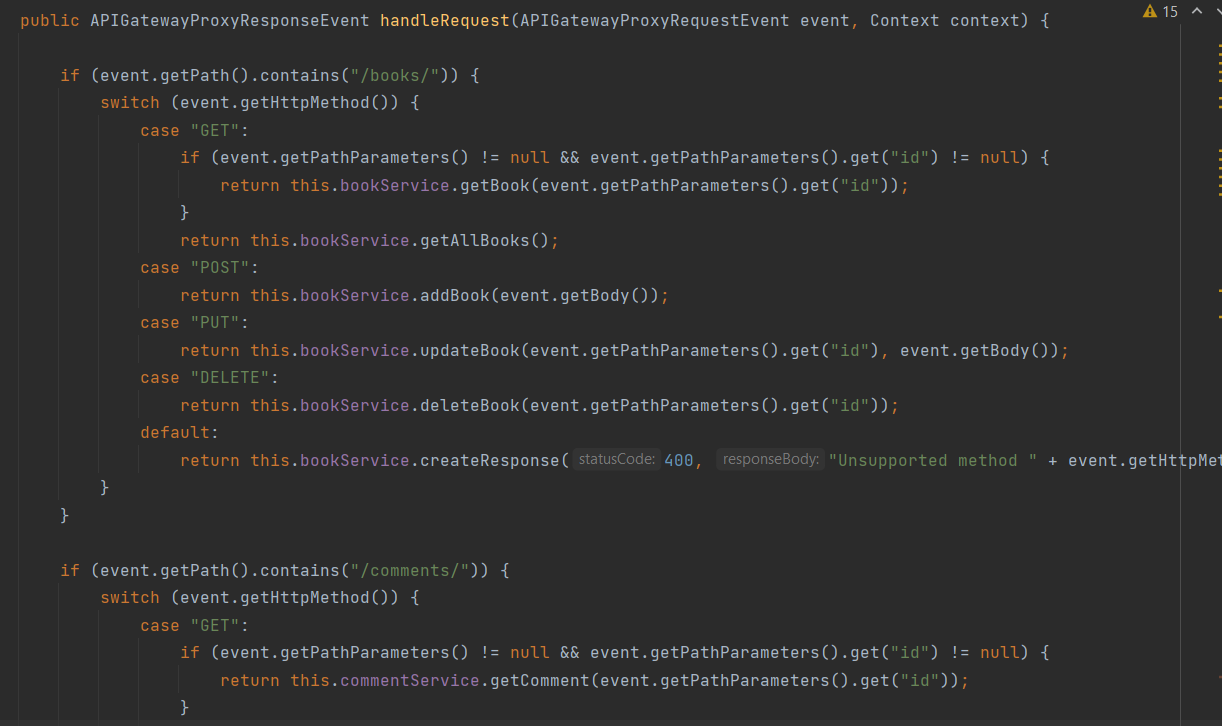 public APIGatewayProxyResponseEvent handleRequest(APIGatewayProxyRequestEvent event, Context context) {
15
if (event.getPath().contains("/books/")) {
switch (event.getHttpMethod()) {
case "GET":
if (event.getPathParameters() != null && event.getPathParameters().get("id") != null) {
return this.bookService.getBook(event.getPathParameters().get("id"));
}
return this.bookService.getAllBooks();
case "POST":
return this.bookService.addBook(event.getBody());
case "PUT":
return this.bookService.updateBook(event.getPathParameters().get("id"), event.getBody());
case "DELETE":
return this.bookService.deleteBook(event.getPathParameters().get("id"));
default:
return this.bookService.createResponse( statusCode: 400, responseBody: "Unsupported method " + event.getHttpMet
}
}
if (event.getPath().contains("/comments/")) {
switch (event.getHttpMethod()) {
case "GET":
if (event.getPathParameters() != null && event.getPathParameters().get("id") != null) {
return this.commentService.getComment(event.getPathParameters().get("id"));
}